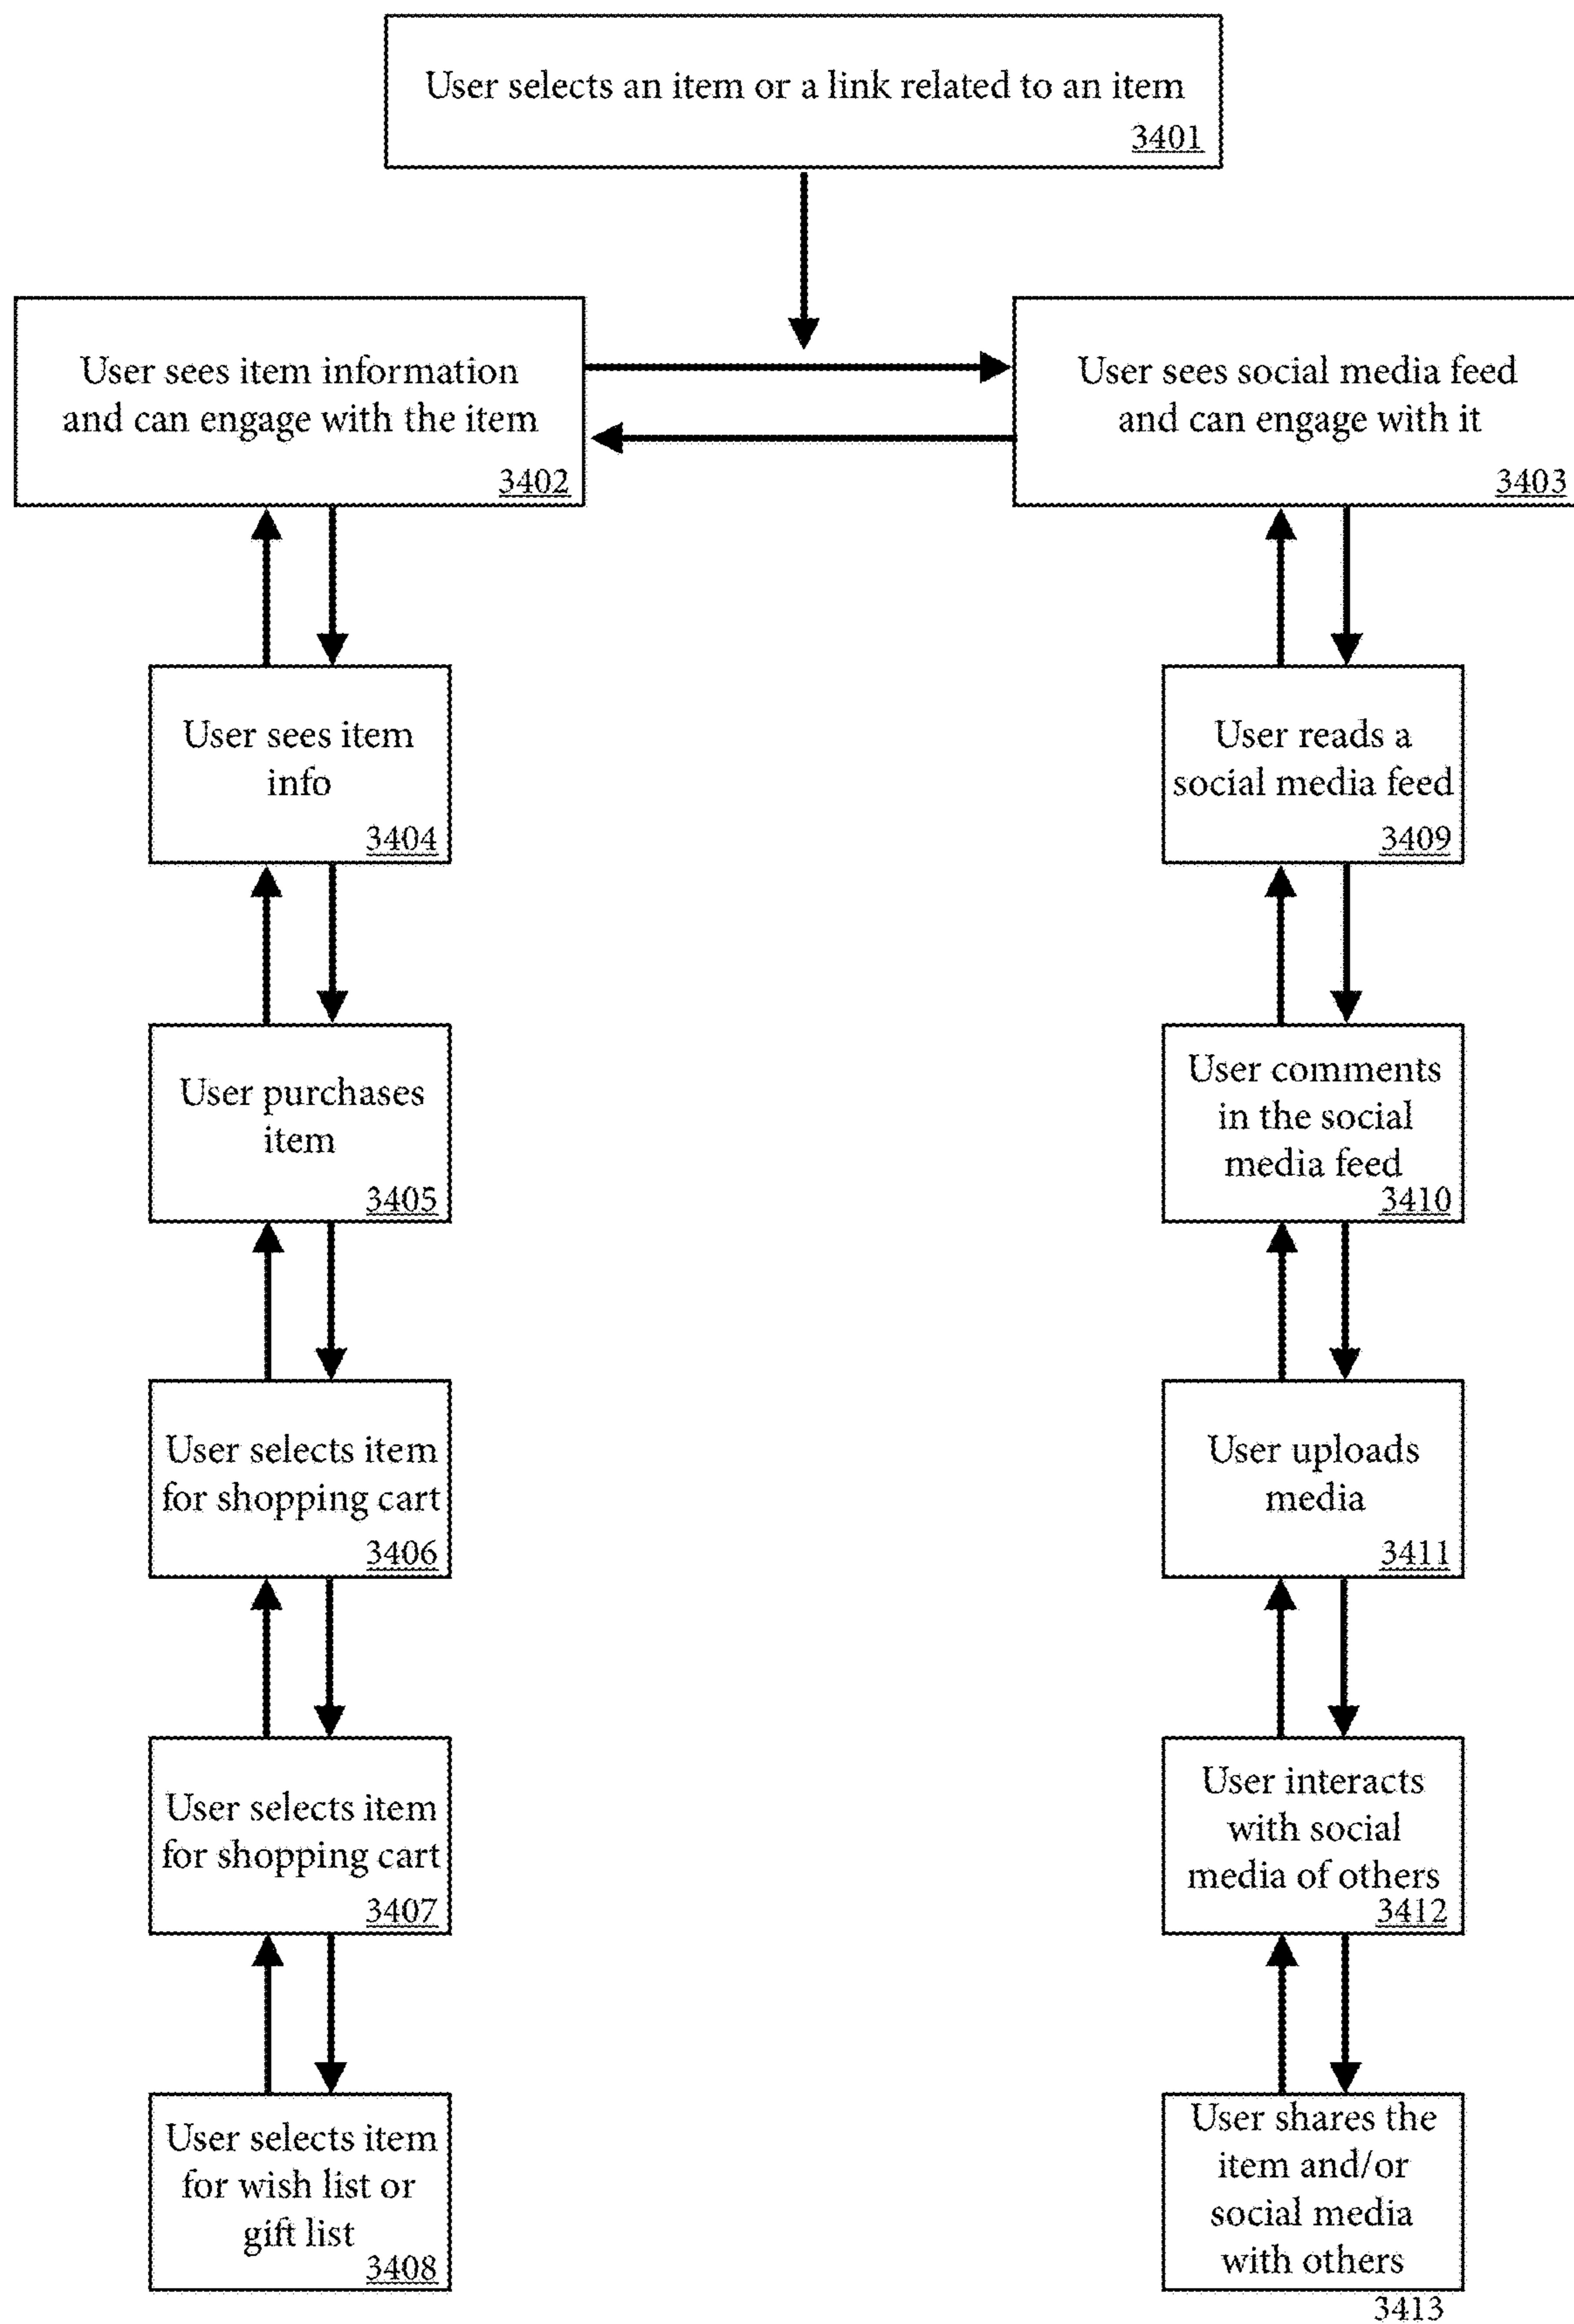 User selects an item or a link related to an item
3401
User sees item information
and can engage with the item
3402
User sees social media feed
and can engage with it
3403
User sees item
info
3404
User purchases
item
3405
User selects item
for shopping cart
3406
User selects item
for shopping cart
3407
User selects item
for wish list or
gift list
3408
User reads a
social media feed
3409
User comments
in the social
media feed
3410
User uploads
media
3411
User interacts
with social
media of others
3412
User shares the
item and/or
social media
with others
3413